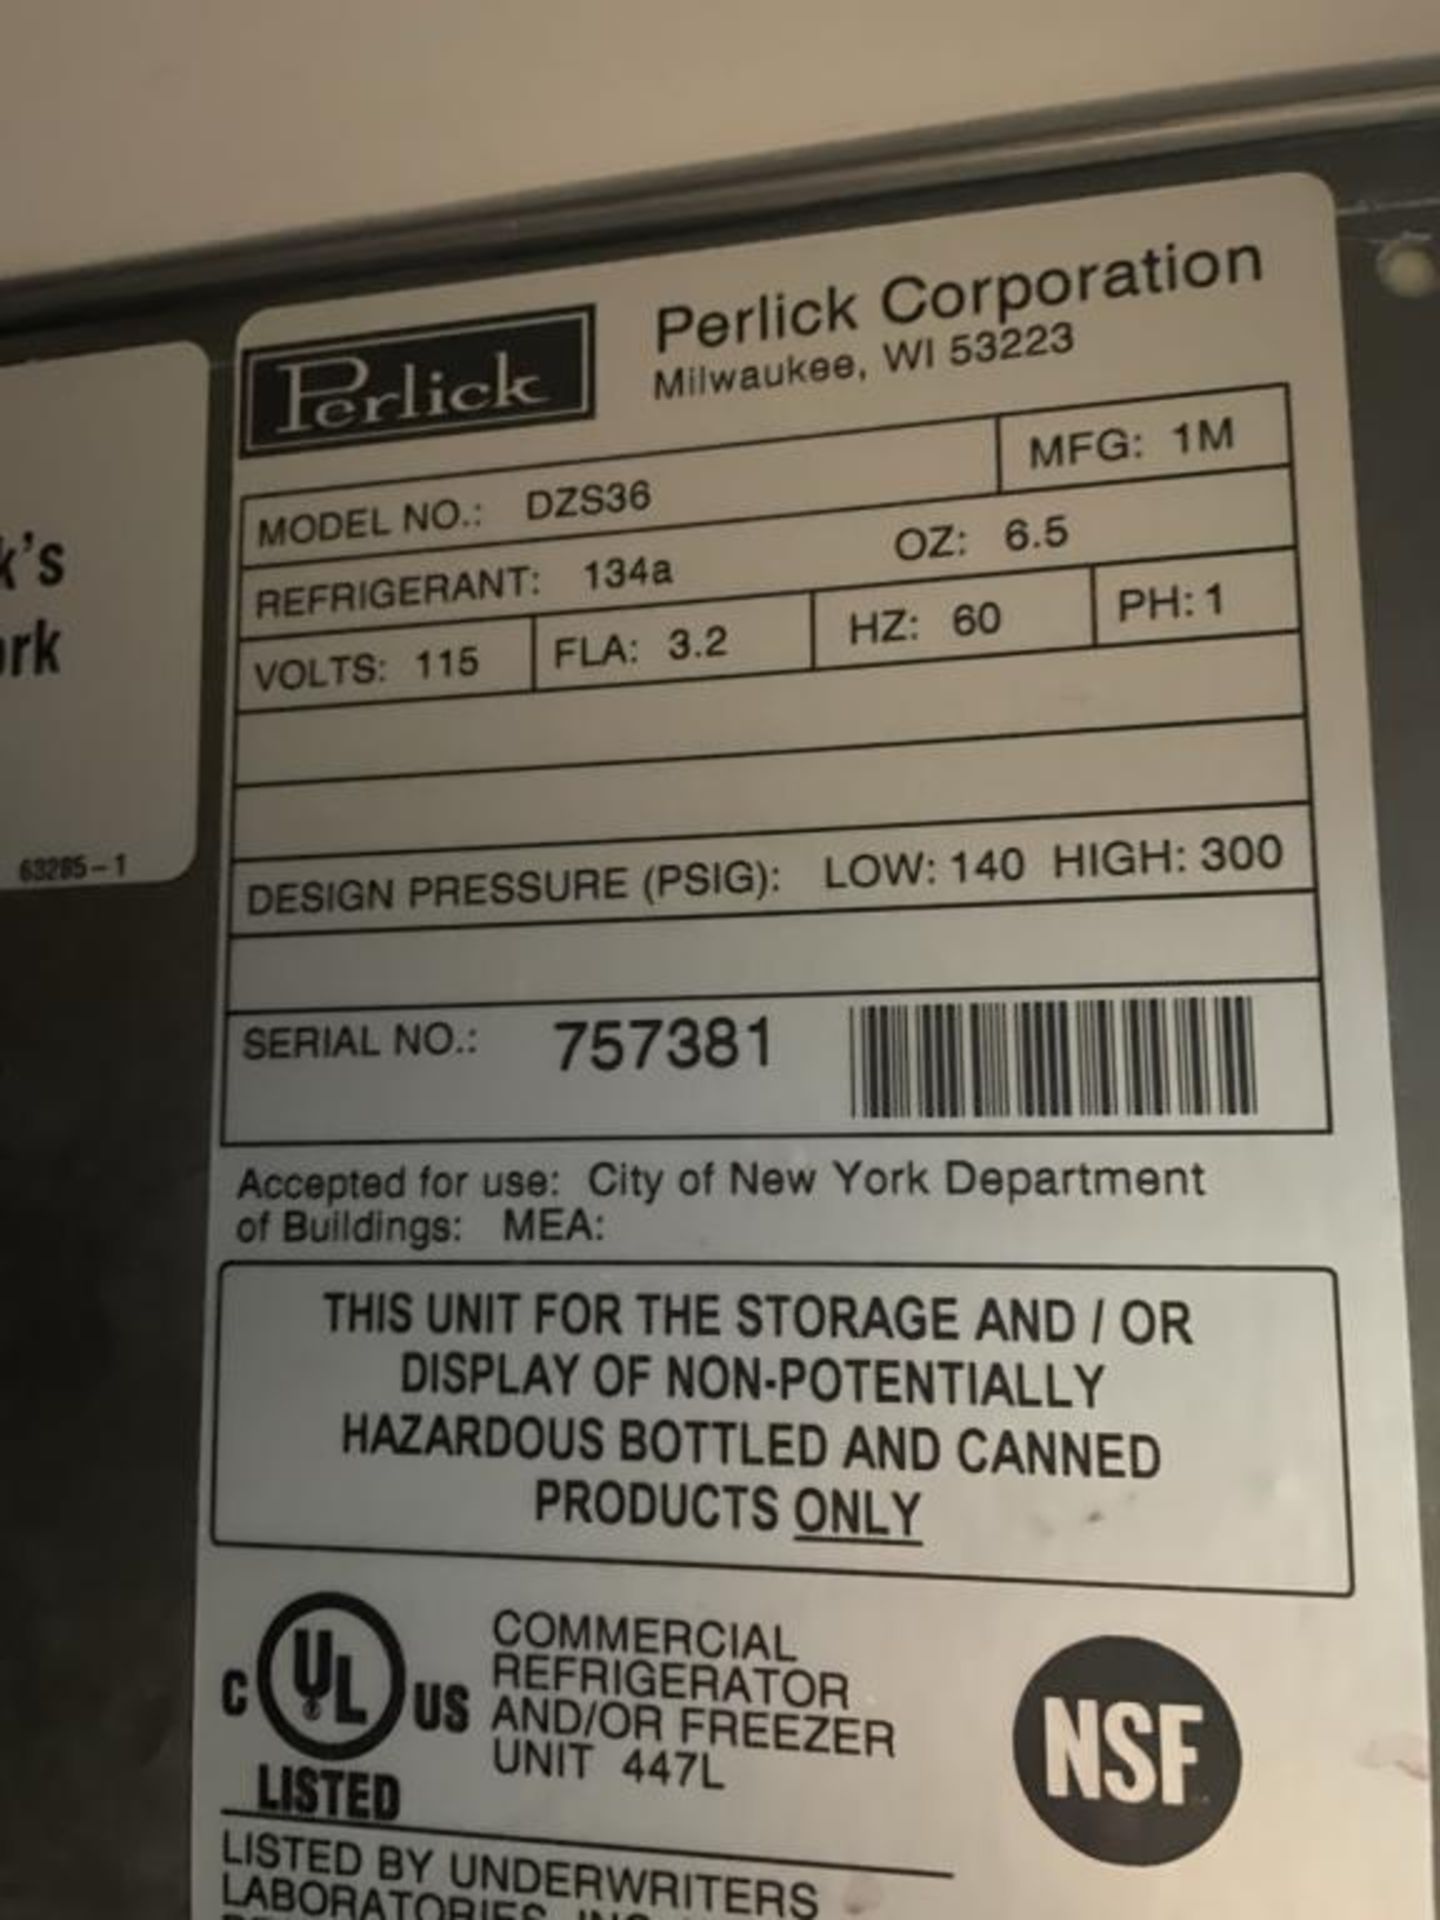 Perlick
Perlick Corporation
Milwaukee, WI 53223
MODEL NO.: DZS36
MFG: 1M
REFRIGERANT: 134a OZ: 6.5
VOLTS: 115 FLA: 3.2 HZ: 60 PH: 1
DESIGN PRESSURE (PSIG): LOW: 140 HIGH: 300
SERIAL NO.: 757381
Accepted for use: City of New York Department
of Buildings: MEA:
THIS UNIT FOR THE STORAGE AND / OR
DISPLAY OF NON-POTENTIALLY
HAZARDOUS BOTTLED AND CANNED
PRODUCTS ONLY
C UL US
LISTED
COMMERCIAL
REFRIGERATOR
AND/OR FREEZER
UNIT 447L
NSF
LISTED BY UNDERWRITERS
LABORATORIES, INC.
k's
rk
63285-1